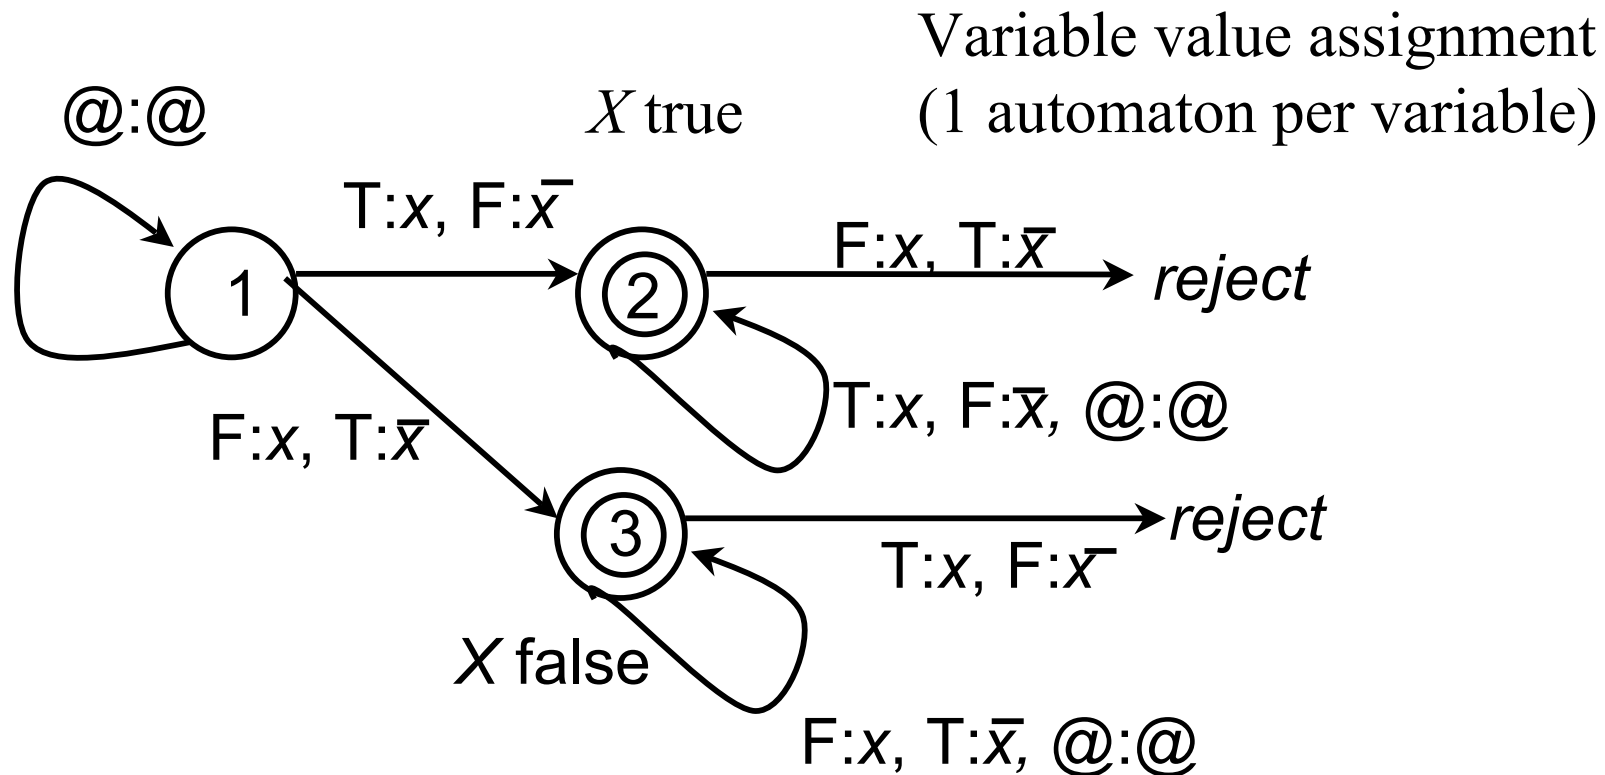 Variable value assignment
(1 automaton per variable)
@:@
X true
T:x, F:x̄
F:x, T:x̄
1
2
reject
T:x, F:x̄, @:@
F:x, T:x̄
3
reject
T:x, F:x̄
X false
F:x, T:x̄, @:@